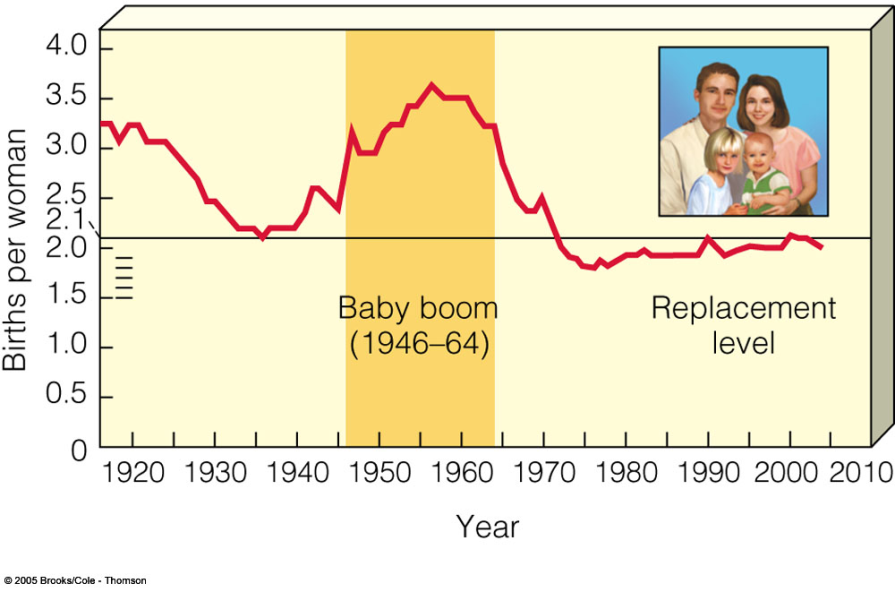 4.0
3.5
3.0
2.5
2.1
2.0
1.5
1.0
0.5
0
Births per woman
Baby boom
(1946–64)
Replacement
level
1920 1930 1940 1950 1960 1970 1980 1990 2000 2010
Year
© 2005 Brooks/Cole - Thomson